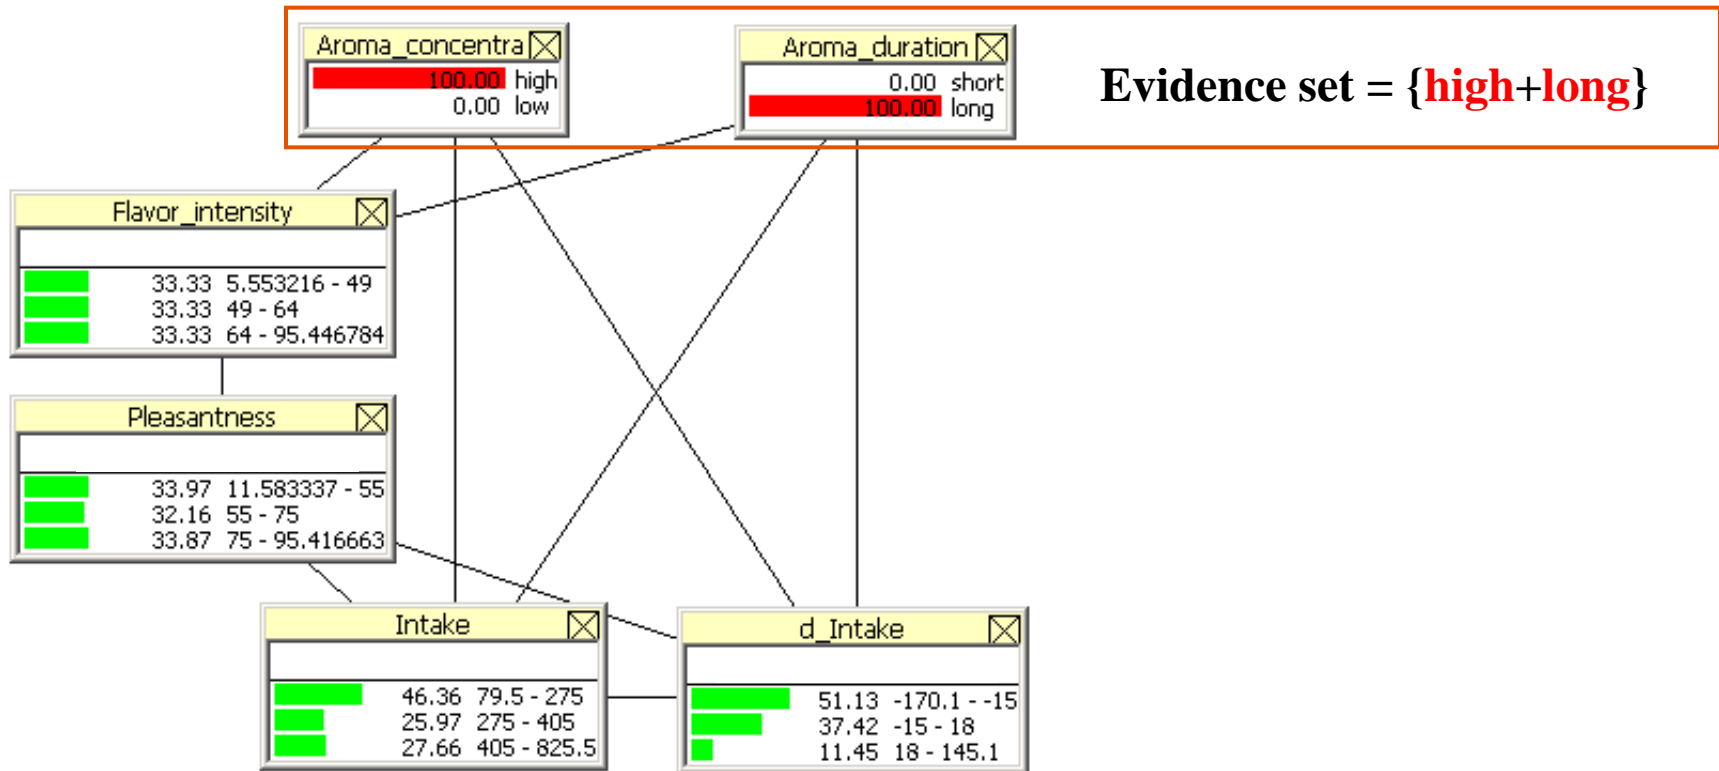 Aroma_concentra
100.00 high
0.00 low
Aroma_duration
0.00 short
100.00 long
Evidence set = {high+long}
Flavor_intensity
33.33 5.553216 - 49
33.33 49 - 64
33.33 64 - 95.446784
Pleasantness
33.97 11.583337 - 55
32.16 55 - 75
33.87 75 - 95.416663
Intake
46.36 79.5 - 275
25.97 275 - 405
27.66 405 - 825.5
d_Intake
51.13 -170.1 - -15
37.42 -15 - 18
11.45 18 - 145.1